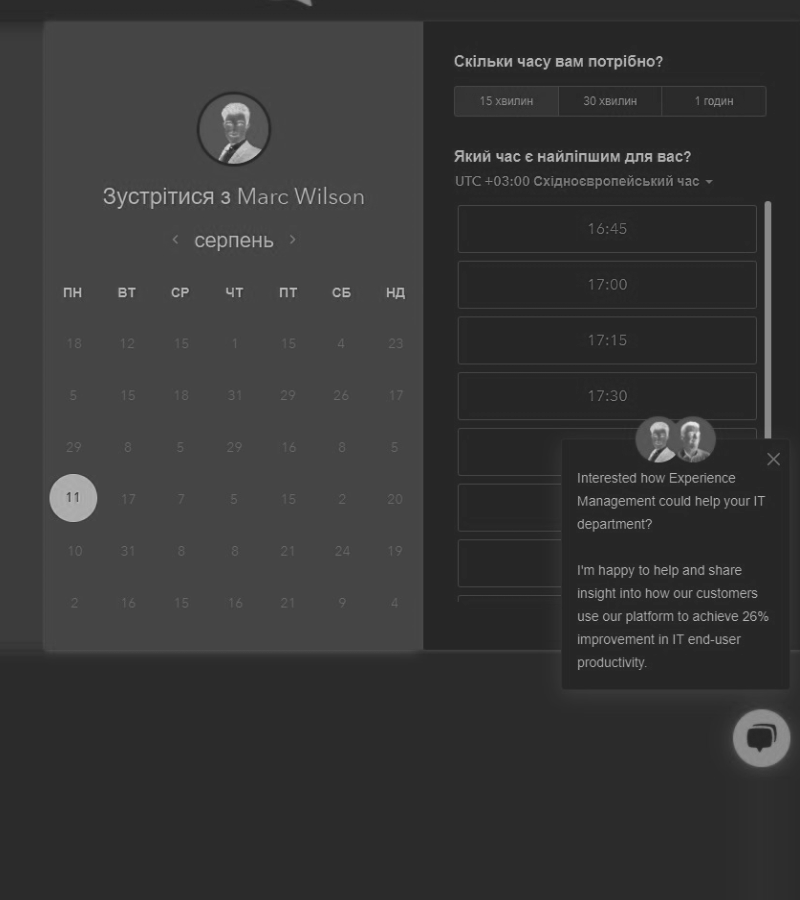 Зустрітися з Marc Wilson
серпень
ПН ВТ СР ЧТ ПТ СБ НД
18 12 15 1 15 4 23
5 15 18 31 29 26 17
29 8 5 29 16 8 5
11 17 7 5 15 2 20
10 31 8 8 21 24 19
2 16 15 16 21 9 4
Скільки часу вам потрібно?
15 хвилин 30 хвилин 1 годин
Який час є найліпшим для вас?
UTC +03:00 Східноєвропейський час
16:45
17:00
17:15
17:30
Interested how Experience
Management could help your IT
department?
I'm happy to help and share
insight into how our customers
use our platform to achieve 26%
improvement in IT end-user
productivity.